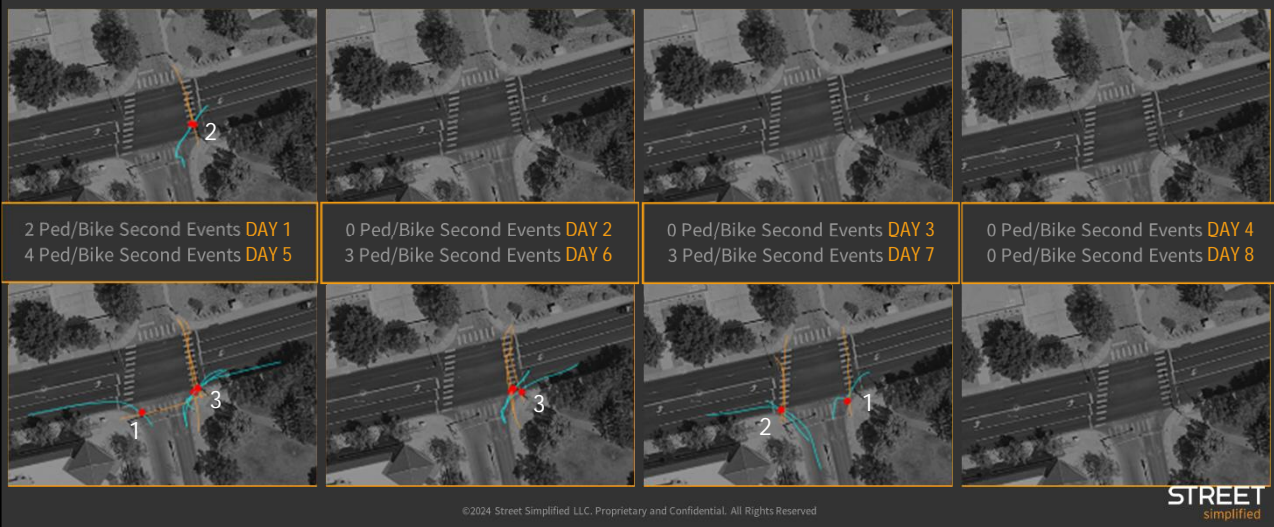 2
2 Ped/Bike Second Events DAY 1
4 Ped/Bike Second Events DAY 5
0 Ped/Bike Second Events DAY 2
3 Ped/Bike Second Events DAY 6
0 Ped/Bike Second Events DAY 3
3 Ped/Bike Second Events DAY 7
0 Ped/Bike Second Events DAY 4
0 Ped/Bike Second Events DAY 8
3
1
3
1
2
©2024 Street Simplified LLC. Proprietary and Confidential. All Rights Reserved
STREET
simplified